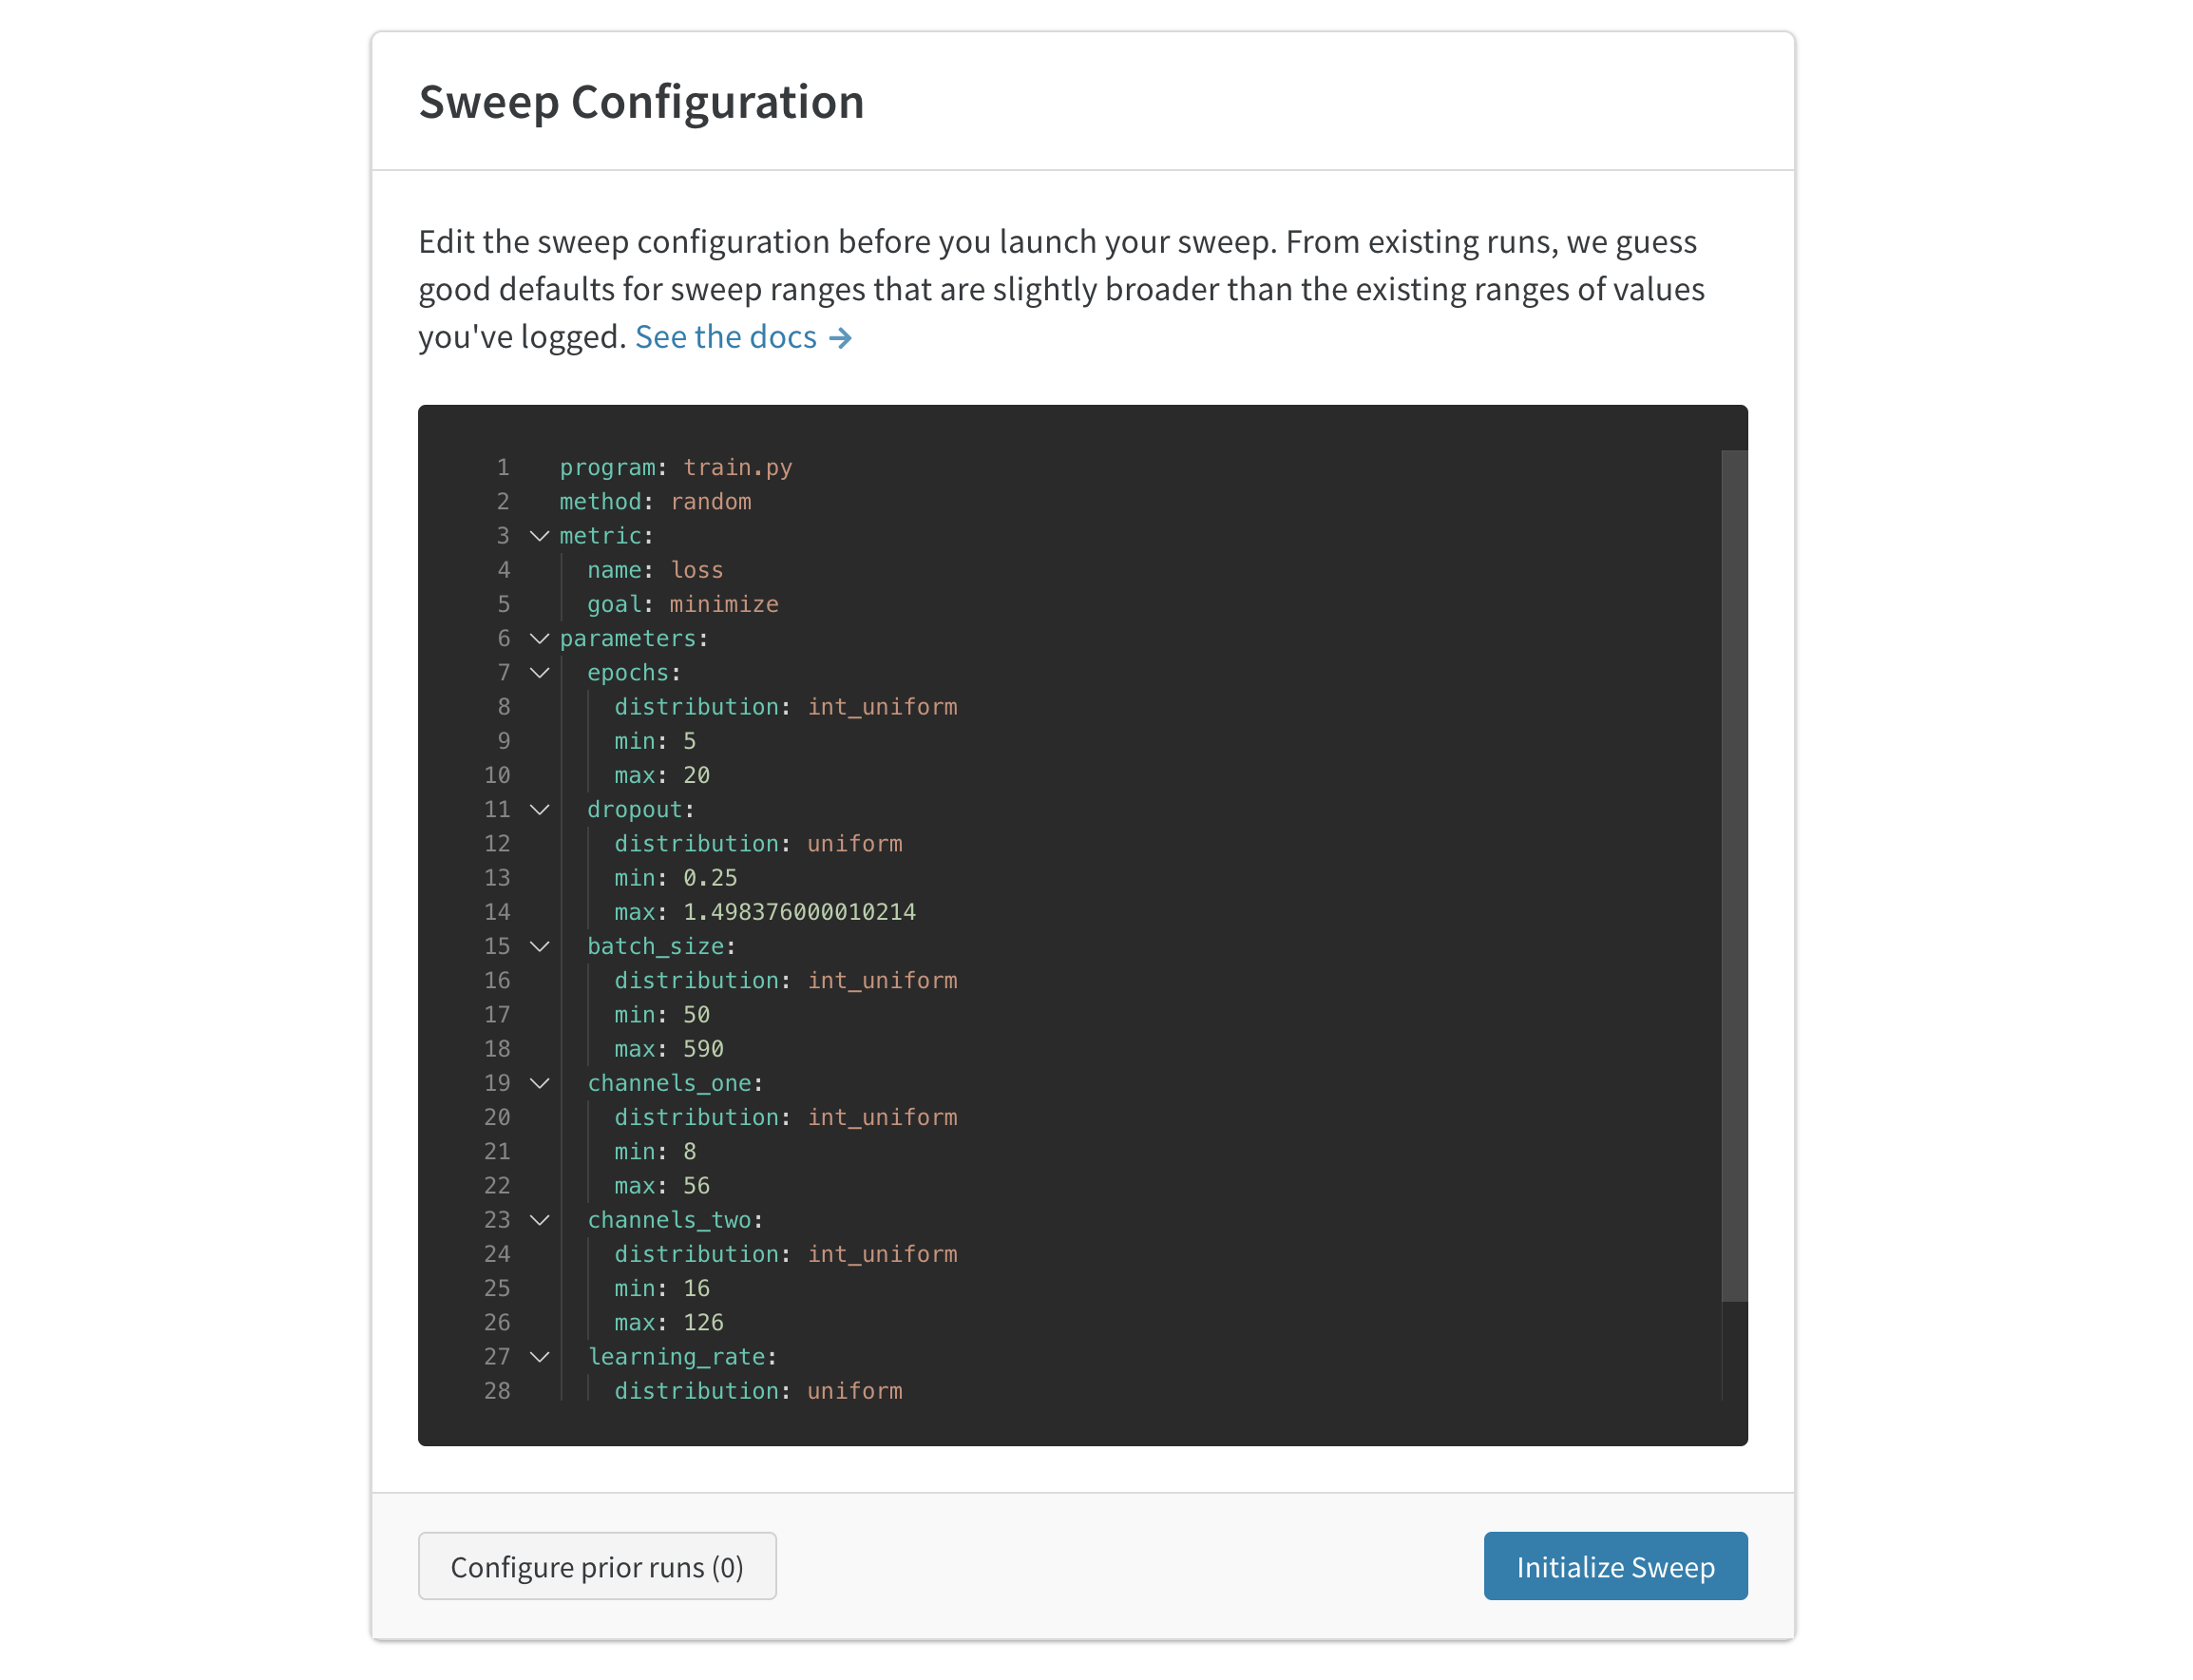 Sweep Configuration
Edit the sweep configuration before you launch your sweep. From existing runs, we guess
good defaults for sweep ranges that are slightly broader than the existing ranges of values
you've logged. See the docs →
1 program: train.py
2 method: random
3 metric:
4   name: loss
5   goal: minimize
6 parameters:
7   epochs:
8     distribution: int_uniform
9     min: 5
10     max: 20
11   dropout:
12     distribution: uniform
13     min: 0.25
14     max: 1.498376000010214
15   batch_size:
16     distribution: int_uniform
17     min: 50
18     max: 590
19   channels_one:
20     distribution: int_uniform
21     min: 8
22     max: 56
23   channels_two:
24     distribution: int_uniform
25     min: 16
26     max: 126
27   learning_rate:
28     distribution: uniform
Configure prior runs (0)
Initialize Sweep